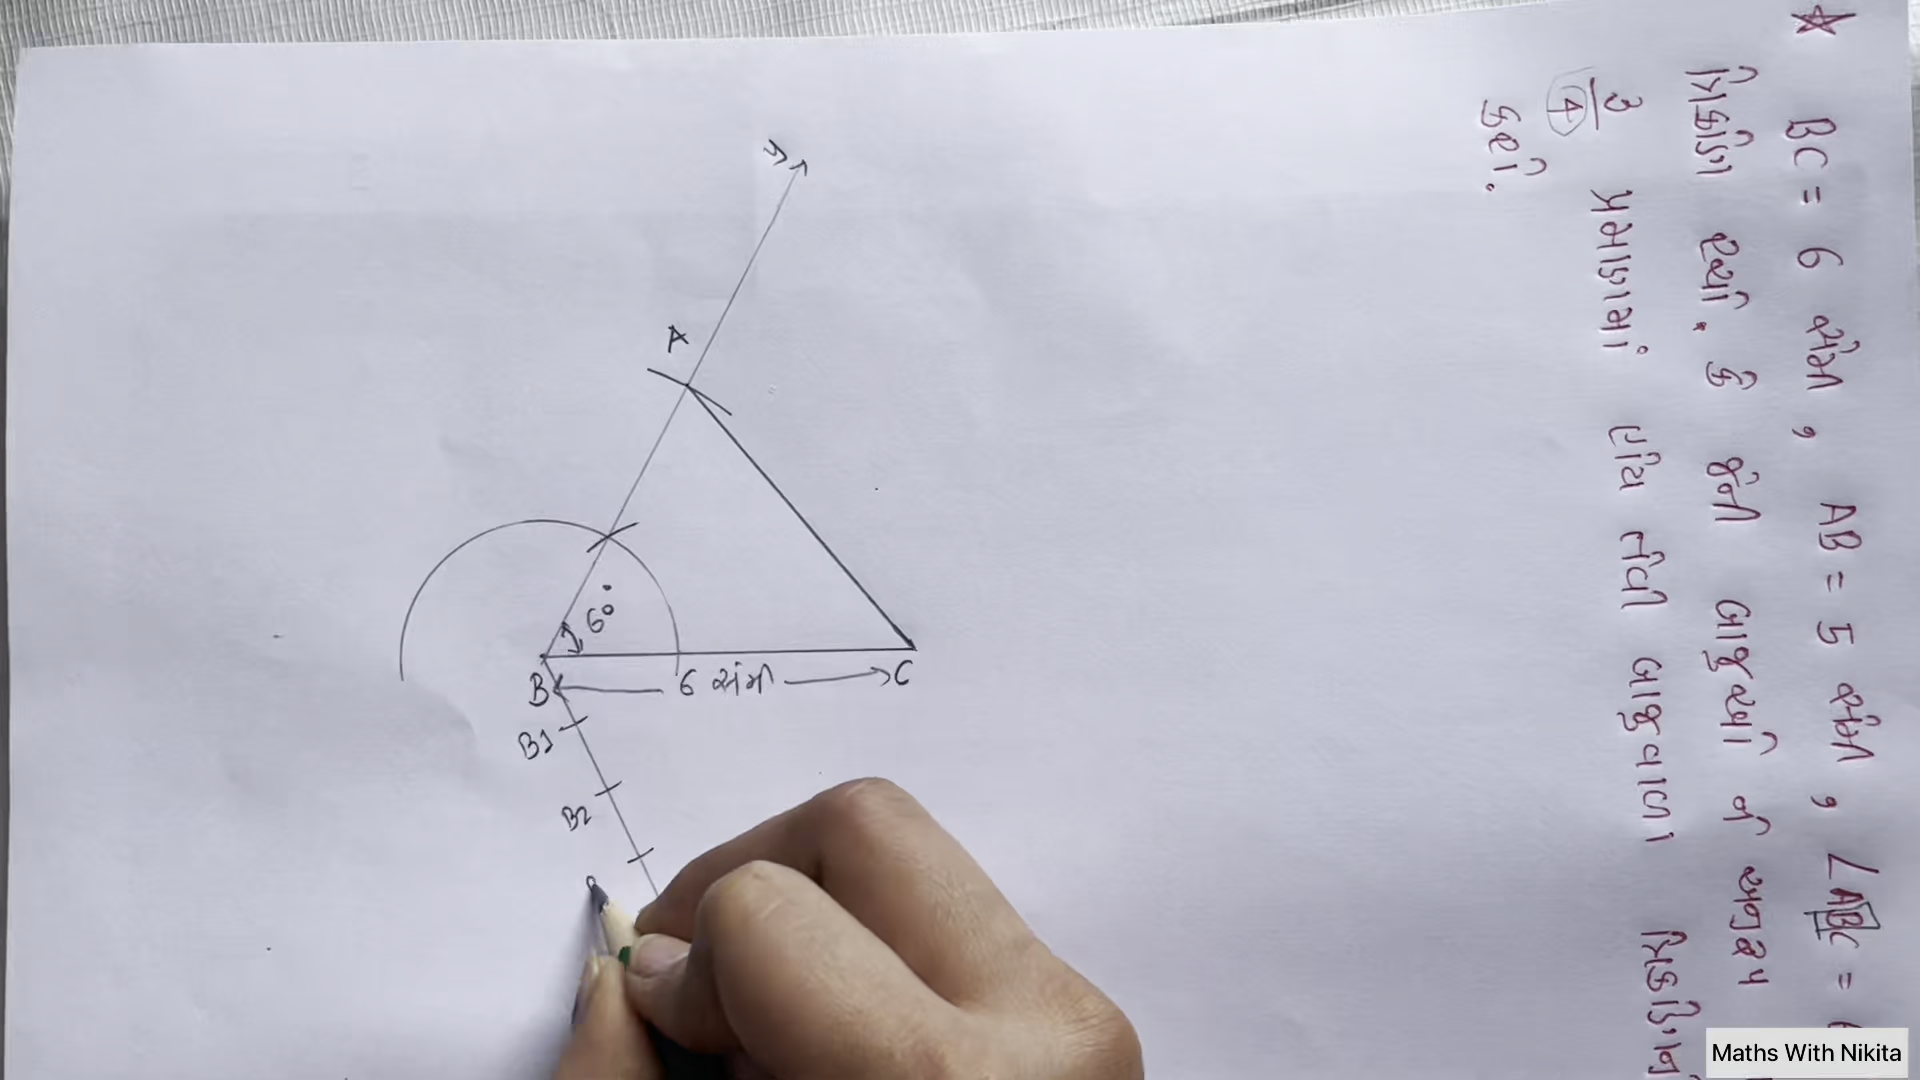 ★ BC = 6 સેમી, AB = 5 સેમી, ∠ABC =
ત્રિકોણ રચો. કે જેની બાજુઓ ને અનુરૂપ
3/4 પ્રમાણમાં હોય તેવી બાજુવાળા ત્રિકોણની
કરો.
A
60°
B
6 સેમી
C
B1
B2
Maths With Nikita